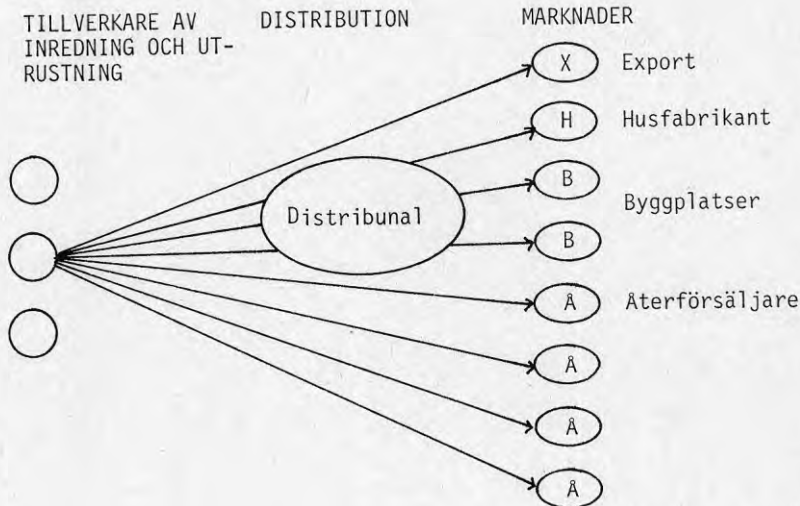 TILLVERKARE AV
INREDNING OCH UT-
RUSTNING
DISTRIBUTION
MARKNADER
X Export
H Husfabrikant
B
Byggplatser
Distribunal
B
Å Återförsäljare
Å
Å
Å